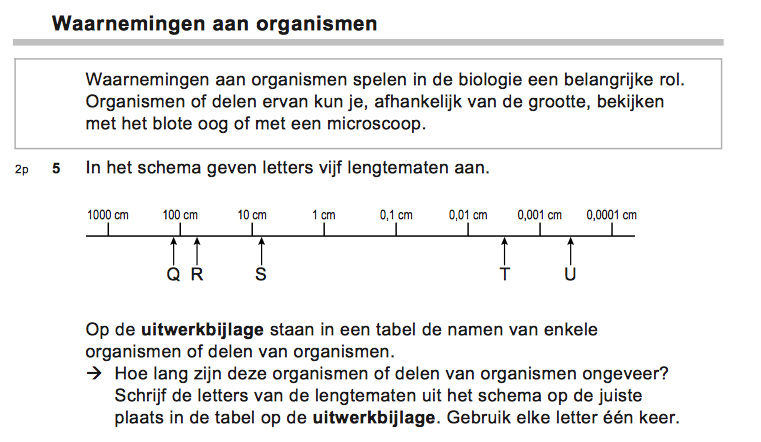 Waarnemingen aan organismen
Waarnemingen aan organismen spelen in de biologie een belangrijke rol.
Organismen of delen ervan kun je, afhankelijk van de grootte, bekijken
met het blote oog of met een microscoop.
2p 5 In het schema geven letters vijf lengtematen aan.
1000 cm 100 cm 10 cm 1 cm 0,1 cm 0,01 cm 0,001 cm 0,0001 cm
Q R S T U
Op de uitwerkbijlage staan in een tabel de namen van enkele
organismen of delen van organismen.
→ Hoe lang zijn deze organismen of delen van organismen ongeveer?
Schrijf de letters van de lengtematen uit het schema op de juiste
plaats in de tabel op de uitwerkbijlage. Gebruik elke letter één keer.